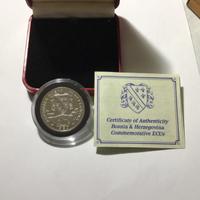 Certificate of Authenticity
Bosnia & Herzegovina
Commemorative ECUs